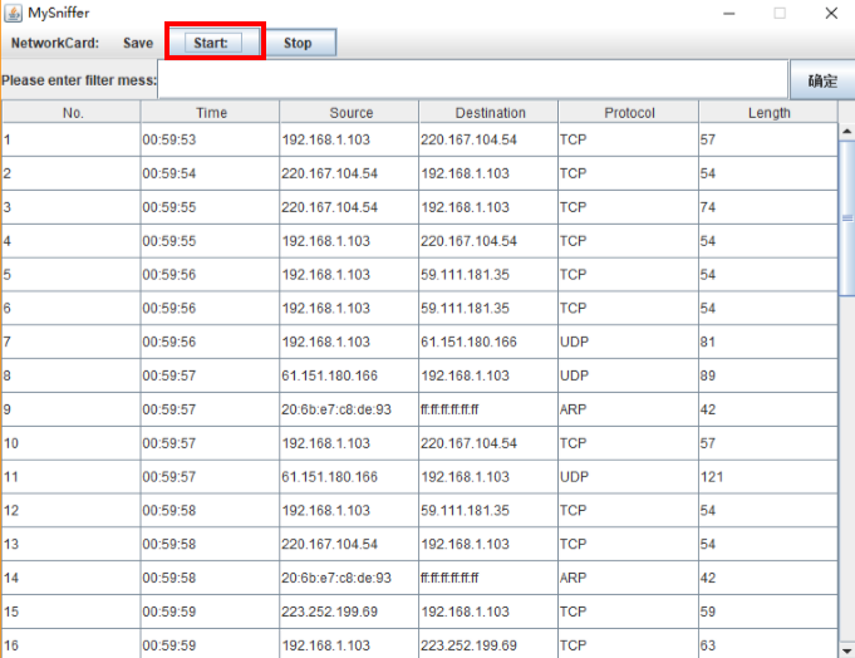 MySniffer
NetworkCard: Save Start: Stop
Please enter filter mess: 确定
No. Time Source Destination Protocol Length
1 00:59:53 192.168.1.103 220.167.104.54 TCP 57
2 00:59:54 220.167.104.54 192.168.1.103 TCP 54
3 00:59:55 220.167.104.54 192.168.1.103 TCP 74
4 00:59:55 192.168.1.103 220.167.104.54 TCP 54
5 00:59:56 192.168.1.103 59.111.181.35 TCP 54
6 00:59:56 192.168.1.103 59.111.181.35 TCP 54
7 00:59:56 192.168.1.103 61.151.180.166 UDP 81
8 00:59:57 61.151.180.166 192.168.1.103 UDP 89
9 00:59:57 20:6b:e7:c8:de:93 ff:ff:ff:ff:ff:ff ARP 42
10 00:59:57 192.168.1.103 220.167.104.54 TCP 57
11 00:59:57 61.151.180.166 192.168.1.103 UDP 121
12 00:59:58 192.168.1.103 59.111.181.35 TCP 54
13 00:59:58 220.167.104.54 192.168.1.103 TCP 54
14 00:59:58 20:6b:e7:c8:de:93 ff:ff:ff:ff:ff:ff ARP 42
15 00:59:59 223.252.199.69 192.168.1.103 TCP 59
16 00:59:59 192.168.1.103 223.252.199.69 TCP 63